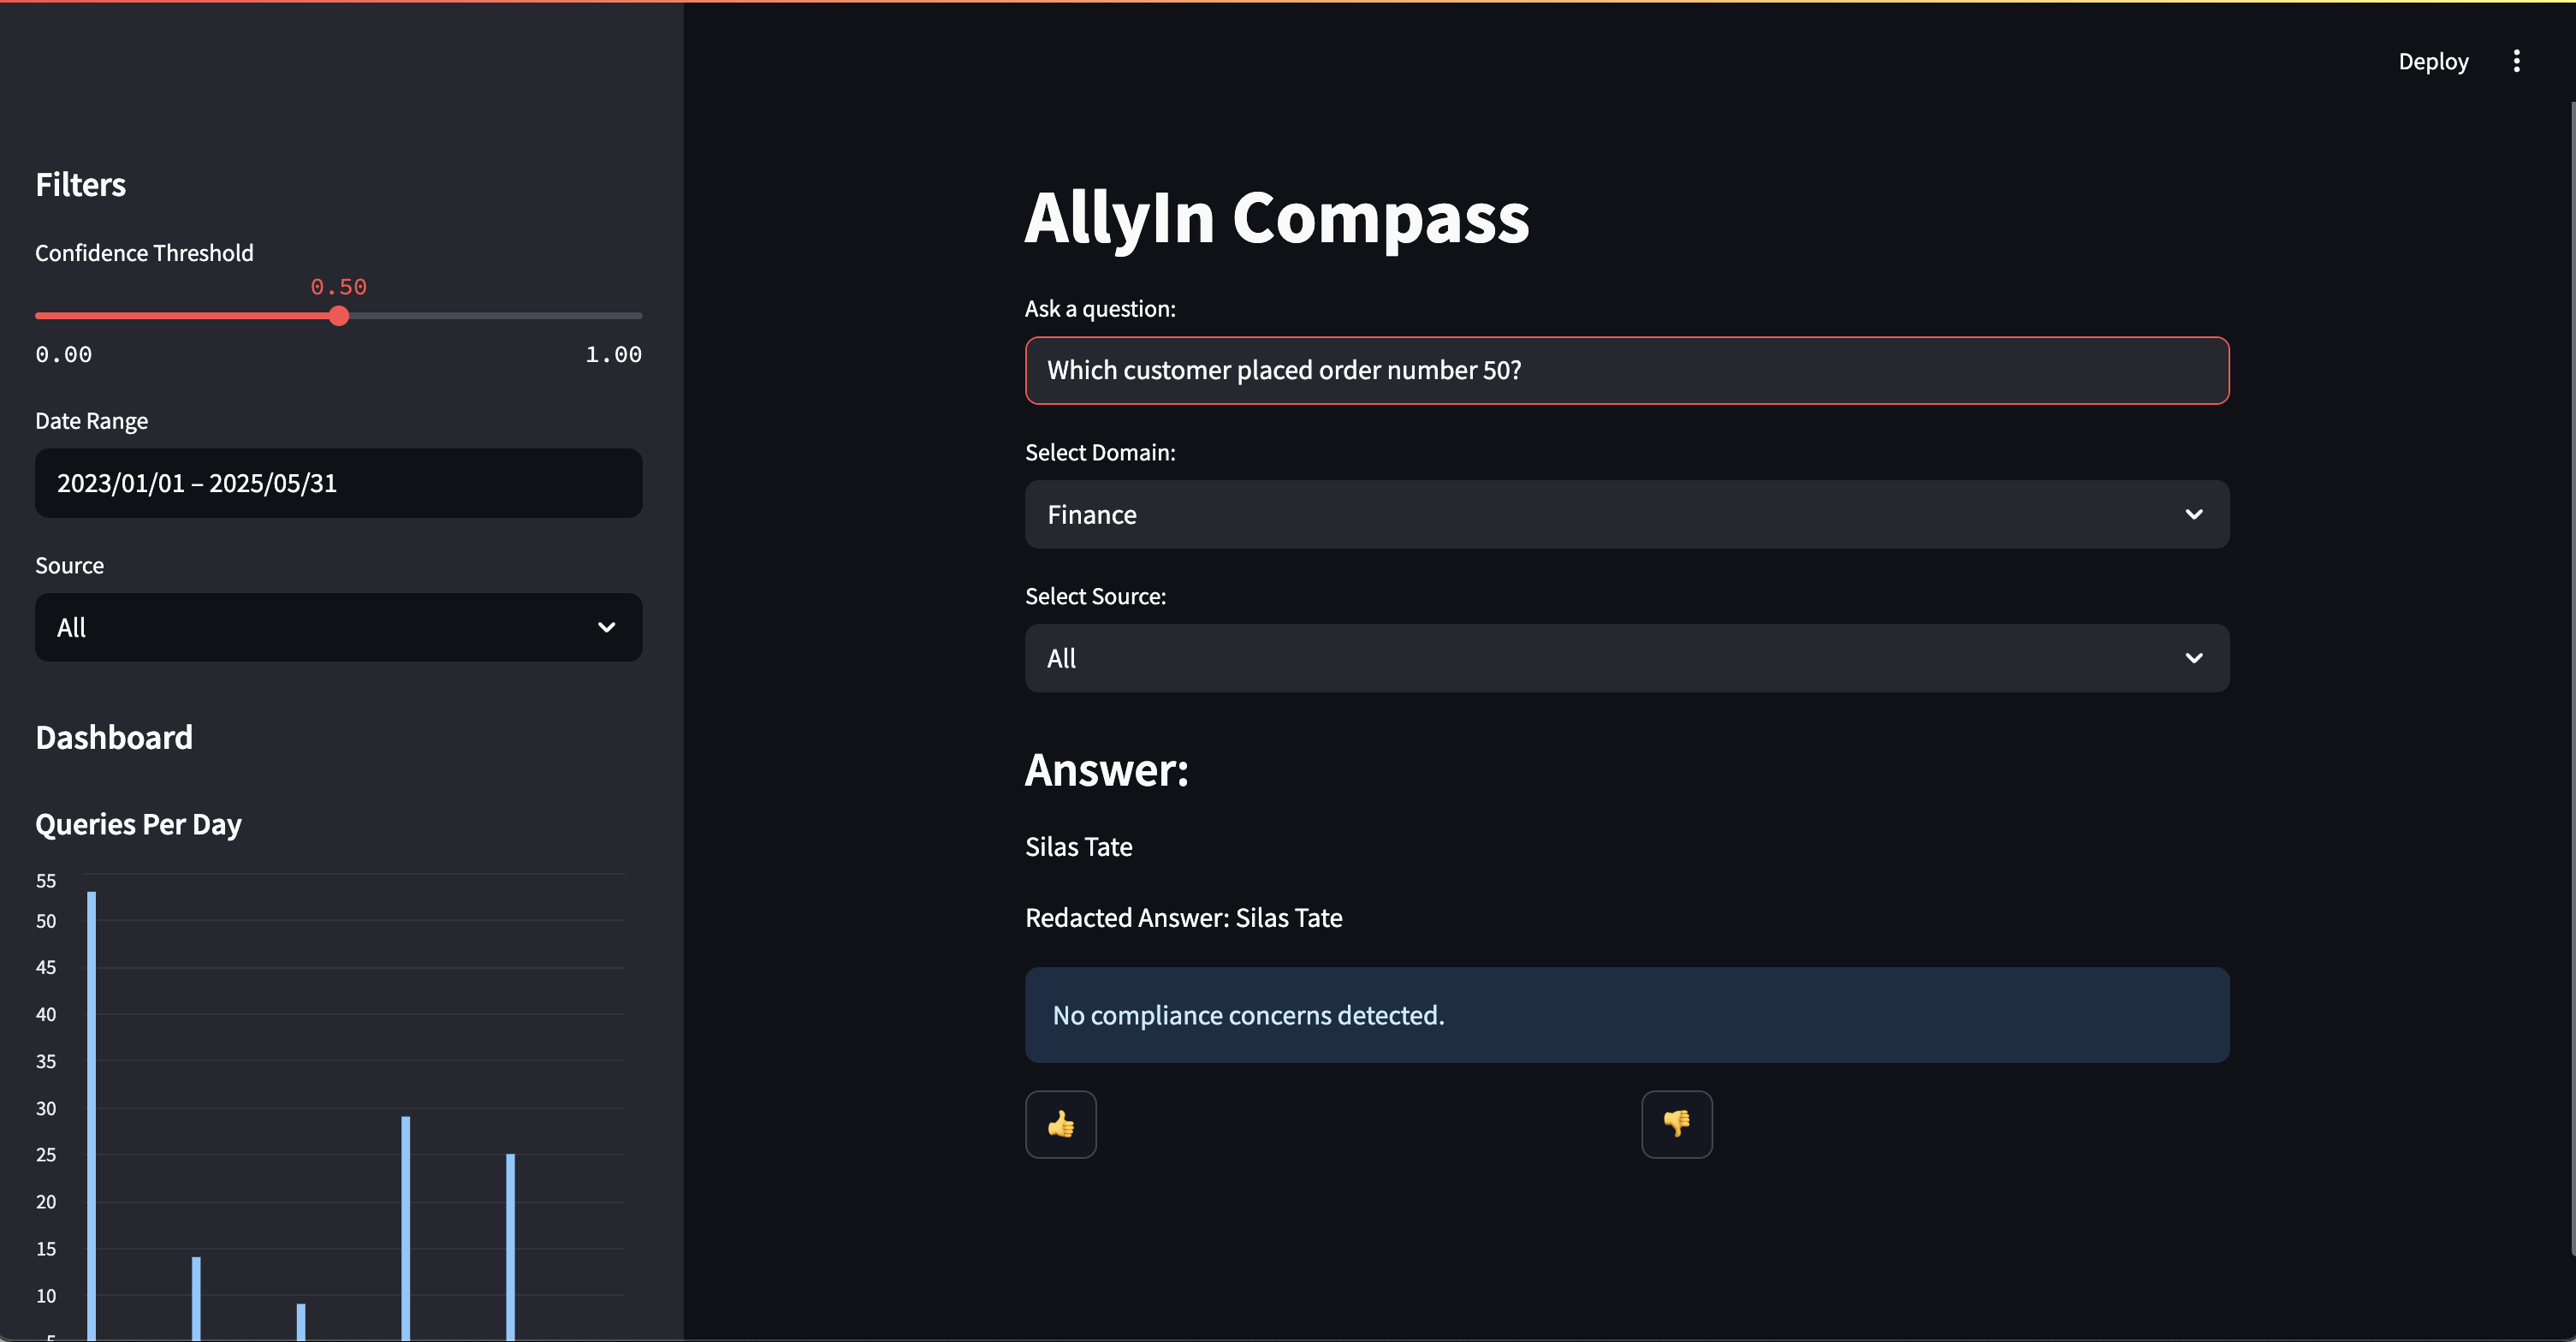 Deploy
Filters
Confidence Threshold
0.50
0.00 1.00
Date Range
2023/01/01 – 2025/05/31
Source
All
Dashboard
Queries Per Day
55
50
45
40
35
30
25
20
15
10
5
AllyIn Compass
Ask a question:
Which customer placed order number 50?
Select Domain:
Finance
Select Source:
All
Answer:
Silas Tate
Redacted Answer: Silas Tate
No compliance concerns detected.